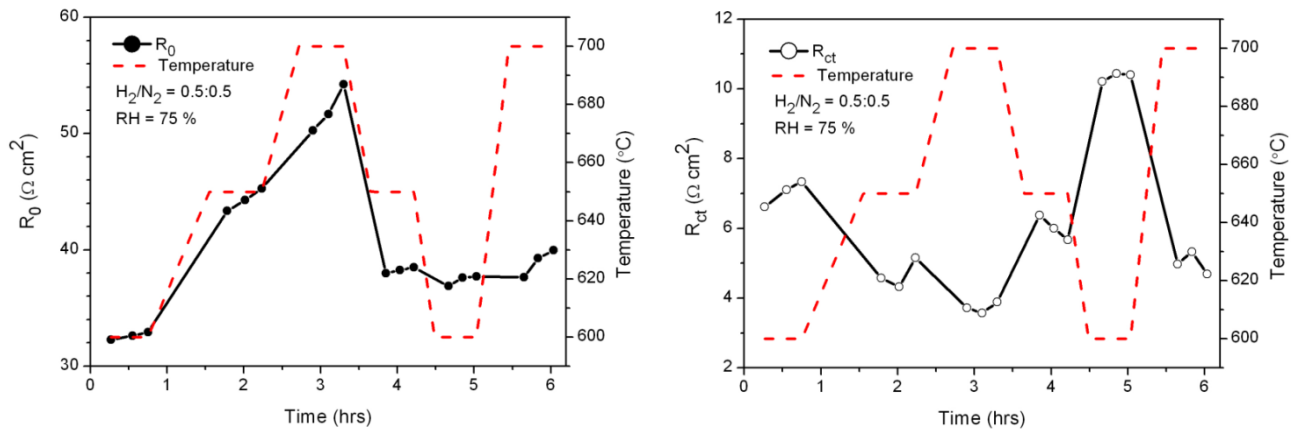 60
50
40
30
R₀ (Ω cm²)
R₀
Temperature
H₂/N₂ = 0.5:0.5
RH = 75 %
700
680
660
640
620
600
Temperature (°C)
0 1 2 3 4 5 6
Time (hrs)
12
10
8
6
4
2
R_ct (Ω cm²)
R_ct
Temperature
H₂/N₂ = 0.5:0.5
RH = 75 %
700
680
660
640
620
600
Temperature (°C)
0 1 2 3 4 5 6
Time (hrs)